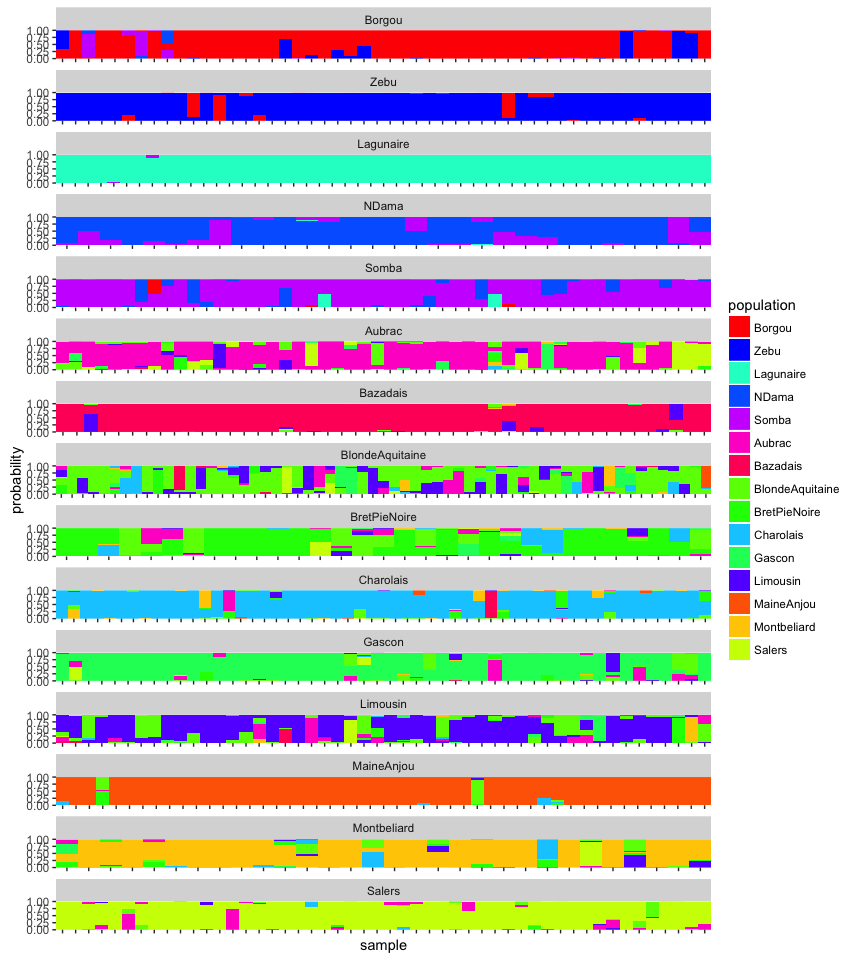 Borgou
1.00
0.75
0.50
0.25
0.00
Zebu
1.00
0.75
0.50
0.25
0.00
Lagunaire
1.00
0.75
0.50
0.25
0.00
NDama
1.00
0.75
0.50
0.25
0.00
Somba
1.00
0.75
0.50
0.25
0.00
Aubrac
1.00
0.75
0.50
0.25
0.00
Bazadais
1.00
0.75
0.50
0.25
0.00
BlondeAquitaine
1.00
0.75
0.50
0.25
0.00
BretPieNoire
1.00
0.75
0.50
0.25
0.00
Charolais
1.00
0.75
0.50
0.25
0.00
Gascon
1.00
0.75
0.50
0.25
0.00
Limousin
1.00
0.75
0.50
0.25
0.00
MaineAnjou
1.00
0.75
0.50
0.25
0.00
Montbeliard
1.00
0.75
0.50
0.25
0.00
Salers
1.00
0.75
0.50
0.25
0.00
probability
sample
population
Borgou
Zebu
Lagunaire
NDama
Somba
Aubrac
Bazadais
BlondeAquitaine
BretPieNoire
Charolais
Gascon
Limousin
MaineAnjou
Montbeliard
Salers